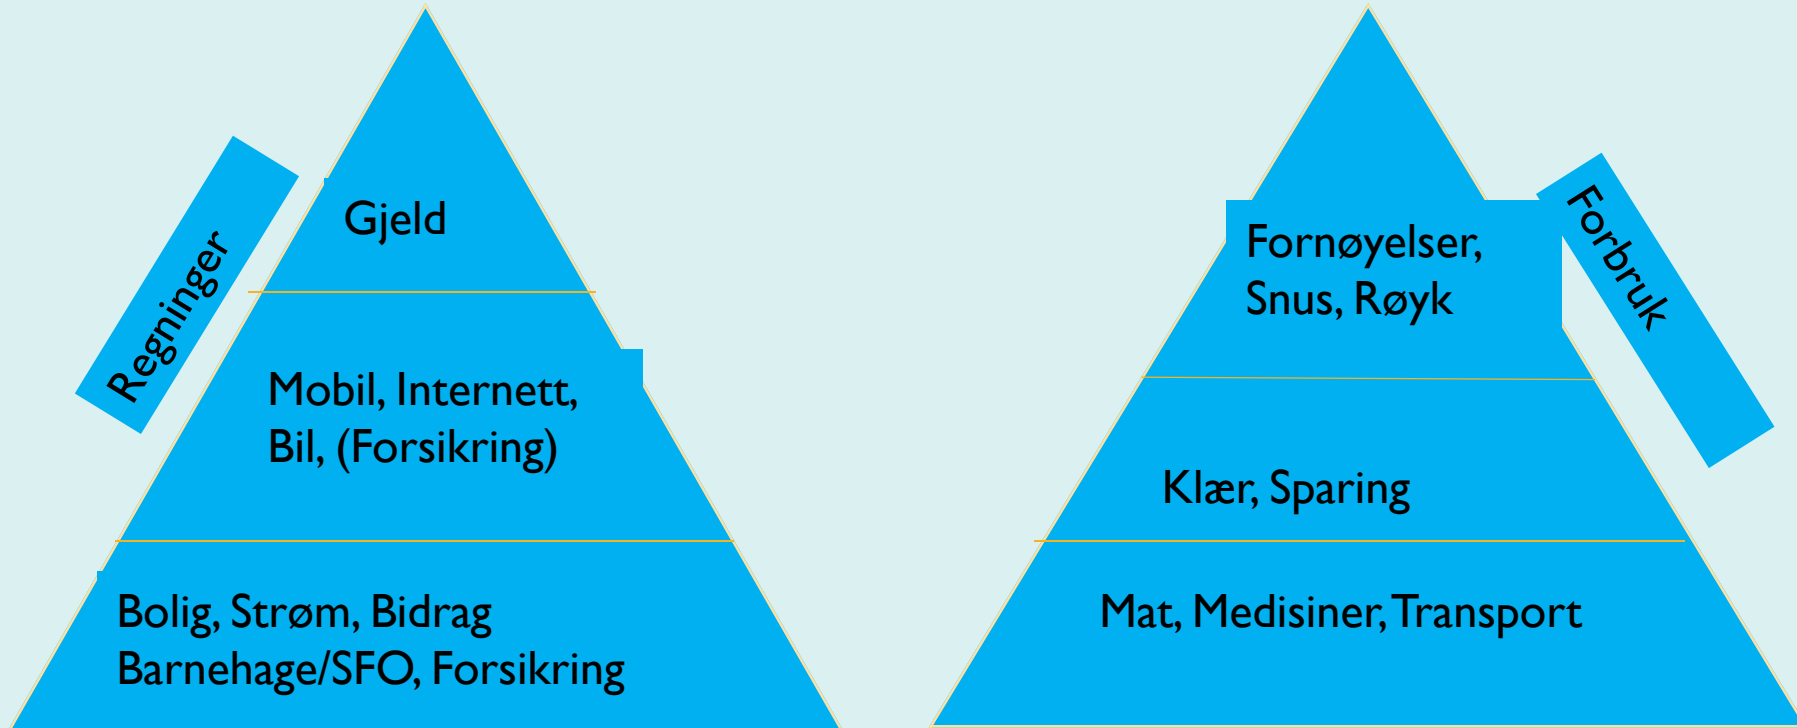 Regninger
Gjeld
Mobil, Internett,
Bil, (Forsikring)
Bolig, Strøm, Bidrag
Barnehage/SFO, Forsikring
Forbruk
Fornøyelser,
Snus, Røyk
Klær, Sparing
Mat, Medisiner, Transport